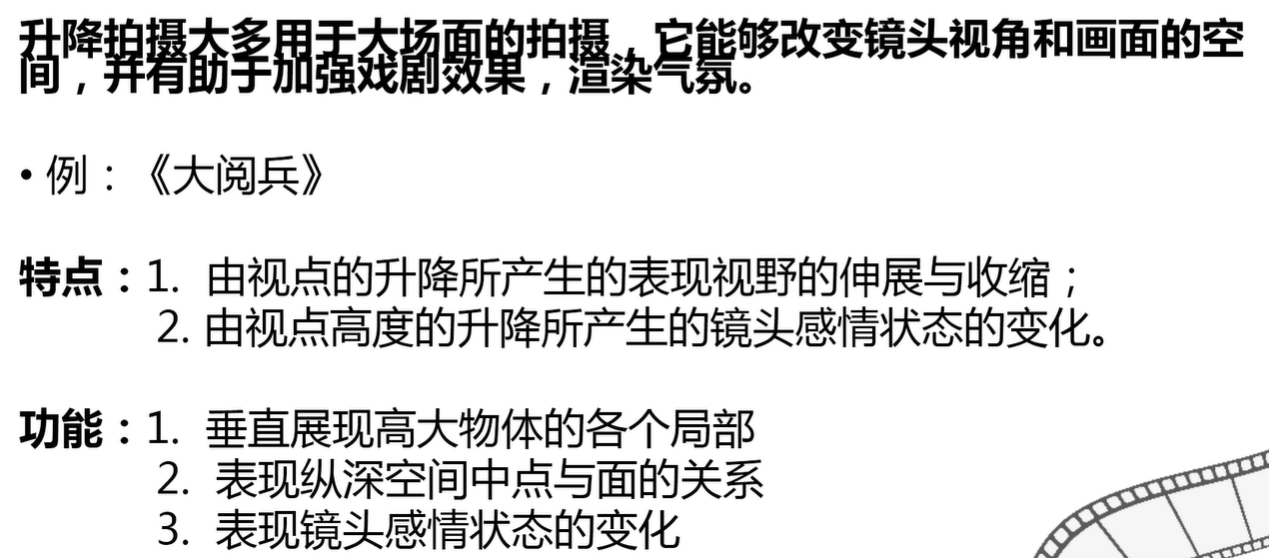 升降拍摄大多用于大场面的拍摄，它能够改变镜头视角和画面的空
间，并有助于加强戏剧效果，渲染气氛。
• 例：《大阅兵》
特点：1. 由视点的升降所产生的表现视野的伸展与收缩；
2. 由视点高度的升降所产生的镜头感情状态的变化。
功能：1. 垂直展现高大物体的各个局部
2. 表现纵深空间中点与面的关系
3. 表现镜头感情状态的变化